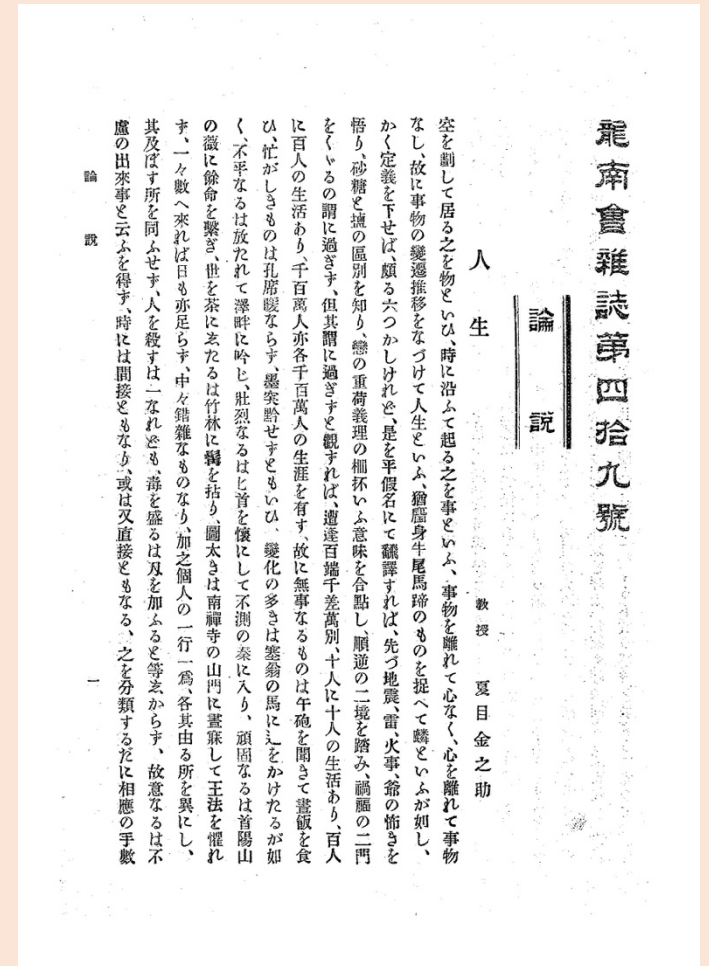 龍南會雜誌第四拾九號
論說
人生
教授 夏目金之助
空を劃して居る之を物といひ、時に沿ふて起る之を事といふ、事物を離れて心なく、心を離れて事物
なし、故に事物の變遷推移をなづけて人生といふ、猶麕身牛尾馬蹄のものを捉へて麟といふが如し、
かく定義を下せば、頗る六つかしけれど、是を平假名にて飜譯すれば、先づ地震、雷、火事、爺の怖きを
悟り、砂糖と鹽の區別を知り、戀の重荷義理の柵抔いふ意味を合點し、順逆の二境を踏み、禍福の二門
をくゞるの謂に過ぎず、但其謂に過ぎずと觀ずれば、遭逢百端千差萬別、十人に十人の生活あり、百人
に百人の生活あり、千百萬人亦各千百萬人の生涯を有す、故に無事なるものは午砲を聞きて晝飯を食
ひ、忙がしきものは孔席暖ならず、墨突黔せずともいひ、變化の多きは塞翁の馬に辶をかけたるが如
く、不平なるは放たれて澤畔に吟じ、壯烈なるは匕首を懷にして不測の秦に入り、頑固なるは首陽山
の薇に餘命を繫ぎ、世を茶にゑたるは竹林に髯を拈り、圖太きは南禪寺の山門に晝寐して王法を懼れ
ず、一々數へ來れば日も亦足らず、中々錯雜なものなり、加之個人の一行一爲、各其由る所を異にし、
其及ぼす所を同ふせず、人を殺すは一なれども、毒を盛るは刄を加ふると等ゑからず、故意なるは不
慮の出來事と云ふを得ず、時には間接ともなり、或は又直接ともなる、之を分類するだに相應の手數
論說
一